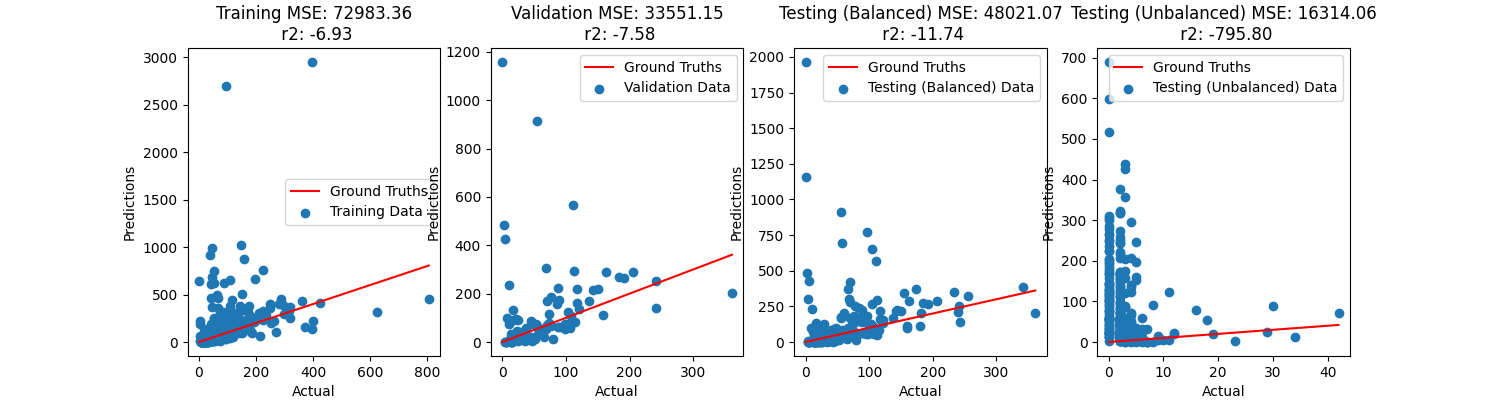 Training MSE: 72983.36
r2: -6.93
3000
2500
2000
1500
1000
500
0
Predictions
Ground Truths
Training Data
0
200
400
600
800
Actual
Validation MSE: 33551.15
r2: -7.58
1200
1000
800
600
400
200
0
Predictions
Ground Truths
Validation Data
0
100
200
300
Actual
Testing (Balanced) MSE: 48021.07
r2: -11.74
2000
1750
1500
1250
1000
750
500
250
0
Predictions
Ground Truths
Testing (Balanced) Data
0
100
200
300
Actual
Testing (Unbalanced) MSE: 16314.06
r2: -795.80
700
600
500
400
300
200
100
0
Predictions
Ground Truths
Testing (Unbalanced) Data
0
10
20
30
40
Actual